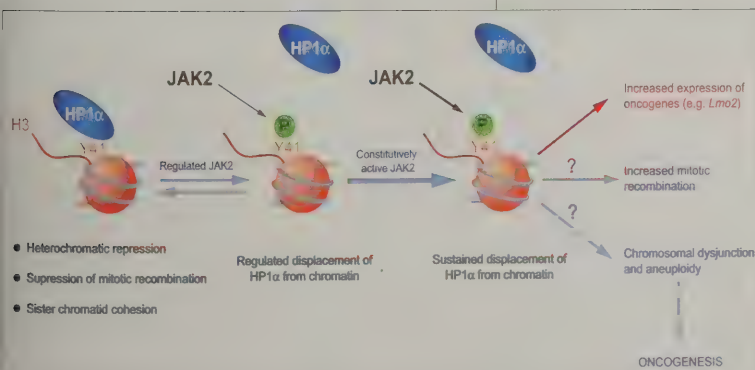 HP1α
HP1α
JAK2
JAK2
HP1α
P
P
H3
Y41
Y41
Y41
Regulated JAK2
Constitutively
active JAK2
Increased expression of
oncogenes (e.g. Lmo2)
?
Increased mitotic
recombination
?
Chromosomal dysjunction
and aneuploidy
● Heterochromatic repression
● Supression of mitotic recombination
● Sister chromatid cohesion
Regulated displacement of
HP1α from chromatin
Sustained displacement of
HP1α from chromatin
ONCOGENESIS